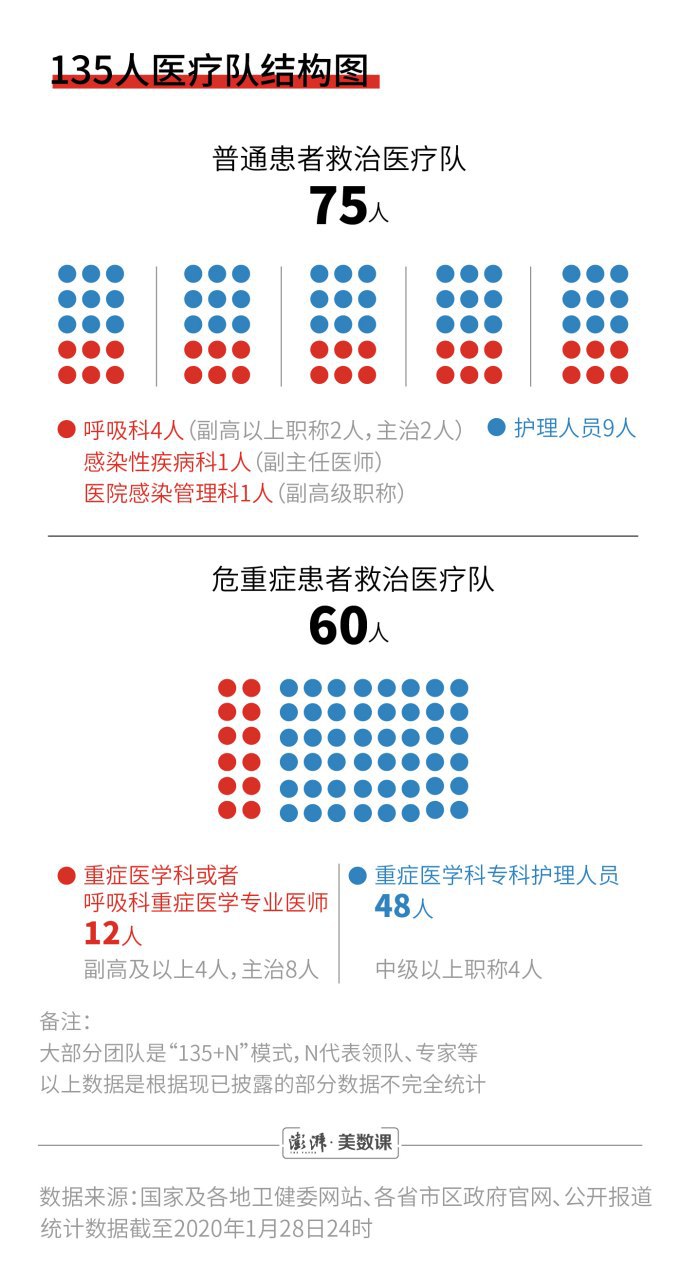 135人医疗队结构图
普通患者救治医疗队
75人
呼吸科4人（副高以上职称2人，主治2人）
护理人员9人
感染性疾病科1人（副主任医师）
医院感染管理科1人（副高级职称）
危重症患者救治医疗队
60人
重症医学科或者
呼吸科重症医学专业医师
12人
副高及以上4人，主治8人
重症医学科专科护理人员
48人
中级以上职称4人
备注：
大部分团队是“135+N”模式，N代表领队、专家等
以上数据是根据现已披露的部分数据不完全统计
澎湃·美数课
数据来源：国家及各地卫健委网站、各省市区政府官网、公开报道
统计数据截至2020年1月28日24时